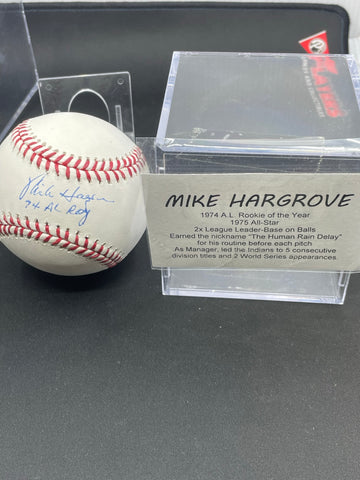 Mike Hargrove
74 AL ROY
MIKE HARGROVE
1974 A.L. Rookie of the Year
1975 All-Star
2x League Leader-Base on Balls
Earned the nickname "The Human Rain Delay"
for his routine before each pitch
As Manager, led the Indians to 5 consecutive
division titles and 2 World Series appearances.